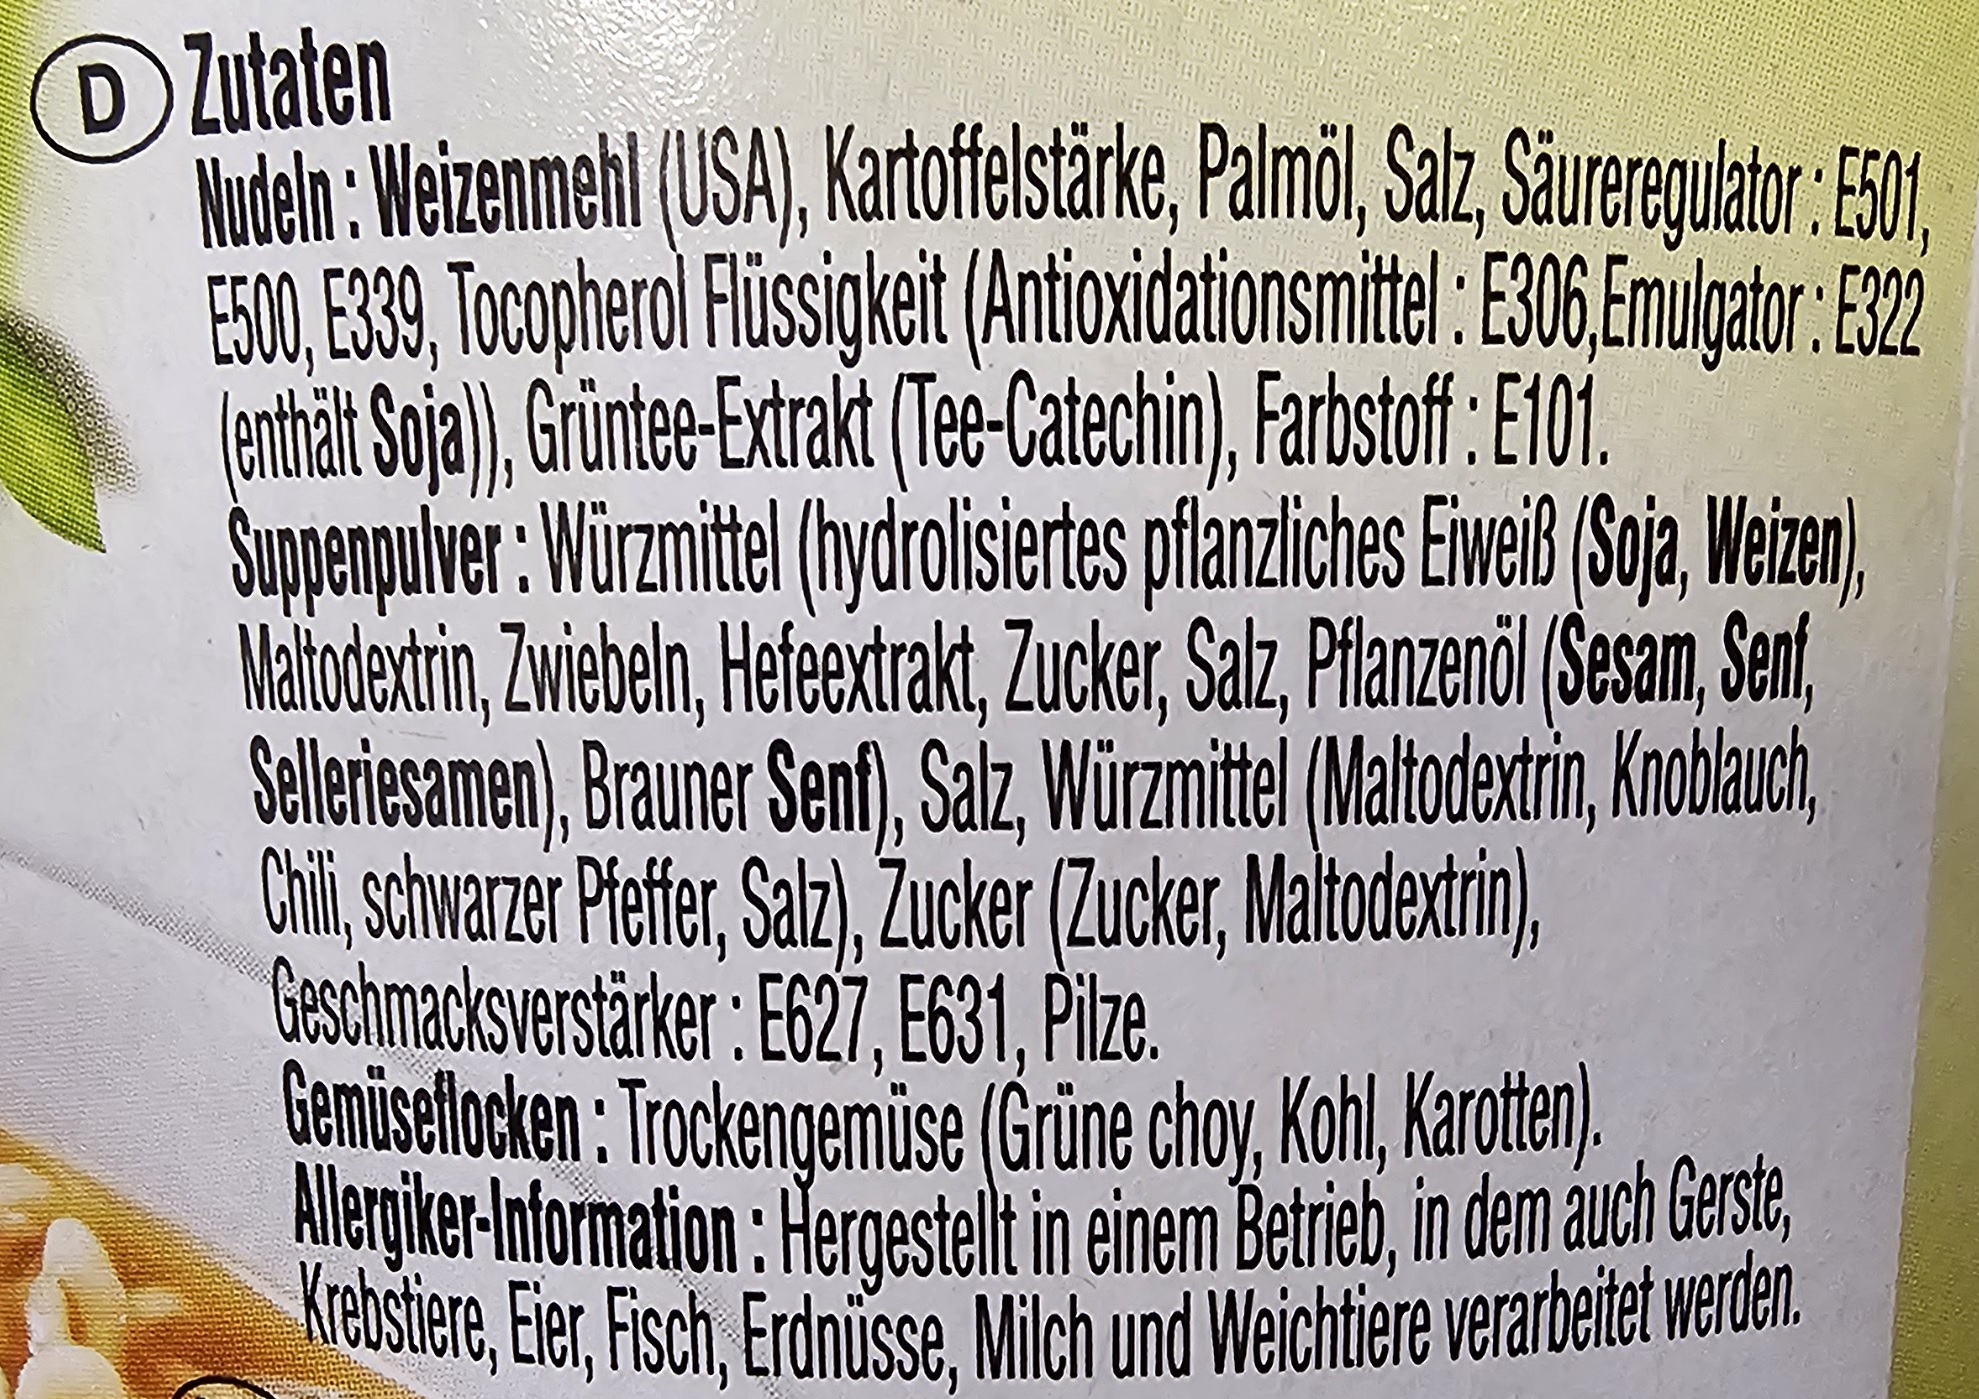 D Zutaten
Nudeln : Weizenmehl (USA), Kartoffelstärke, Palmöl, Salz, Säureregulator : E501,
E500, E339, Tocopherol Flüssigkeit (Antioxidationsmittel : E306,Emulgator : E322
(enthält Soja)), Grüntee-Extrakt (Tee-Catechin), Farbstoff : E101.
Suppenpulver : Würzmittel (hydrolisiertes pflanzliches Eiweiß (Soja, Weizen),
Maltodextrin, Zwiebeln, Hefeextrakt, Zucker, Salz, Pflanzenöl (Sesam, Senf,
Selleriesamen), Brauner Senf), Salz, Würzmittel (Maltodextrin, Knoblauch,
Chili, schwarzer Pfeffer, Salz), Zucker (Zucker, Maltodextrin),
Geschmacksverstärker : E627, E631, Pilze.
Gemüseflocken : Trockengemüse (Grüne choy, Kohl, Karotten).
Allergiker-Information : Hergestellt in einem Betrieb, in dem auch Gerste,
Krebstiere, Eier, Fisch, Erdnüsse, Milch und Weichtiere verarbeitet werden.